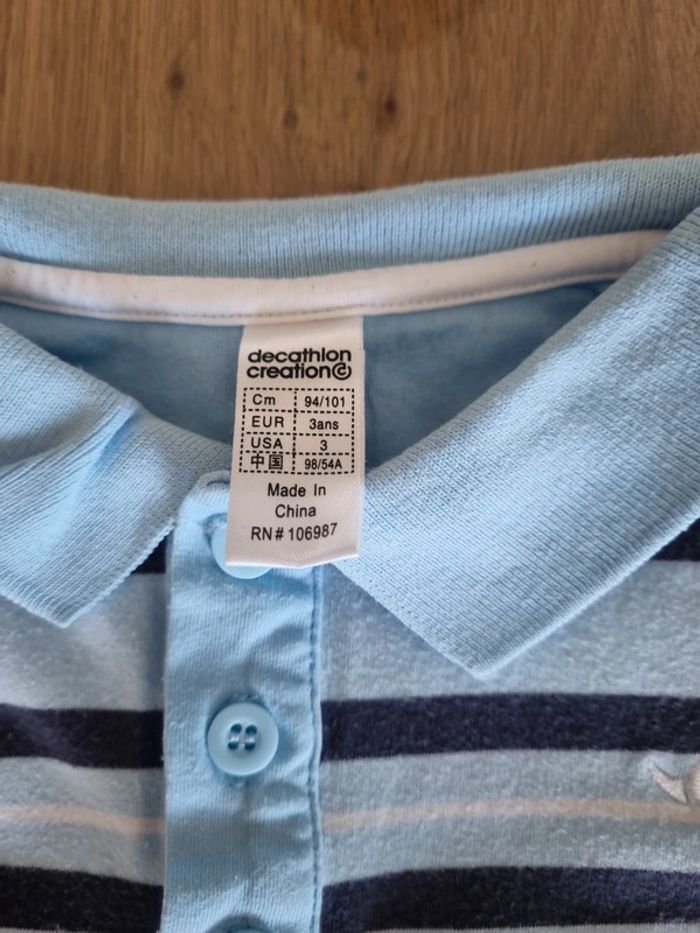 decathlon
creation
Cm 94/101
EUR 3ans
USA 3
中国 98/54A
Made In
China
RN# 106987